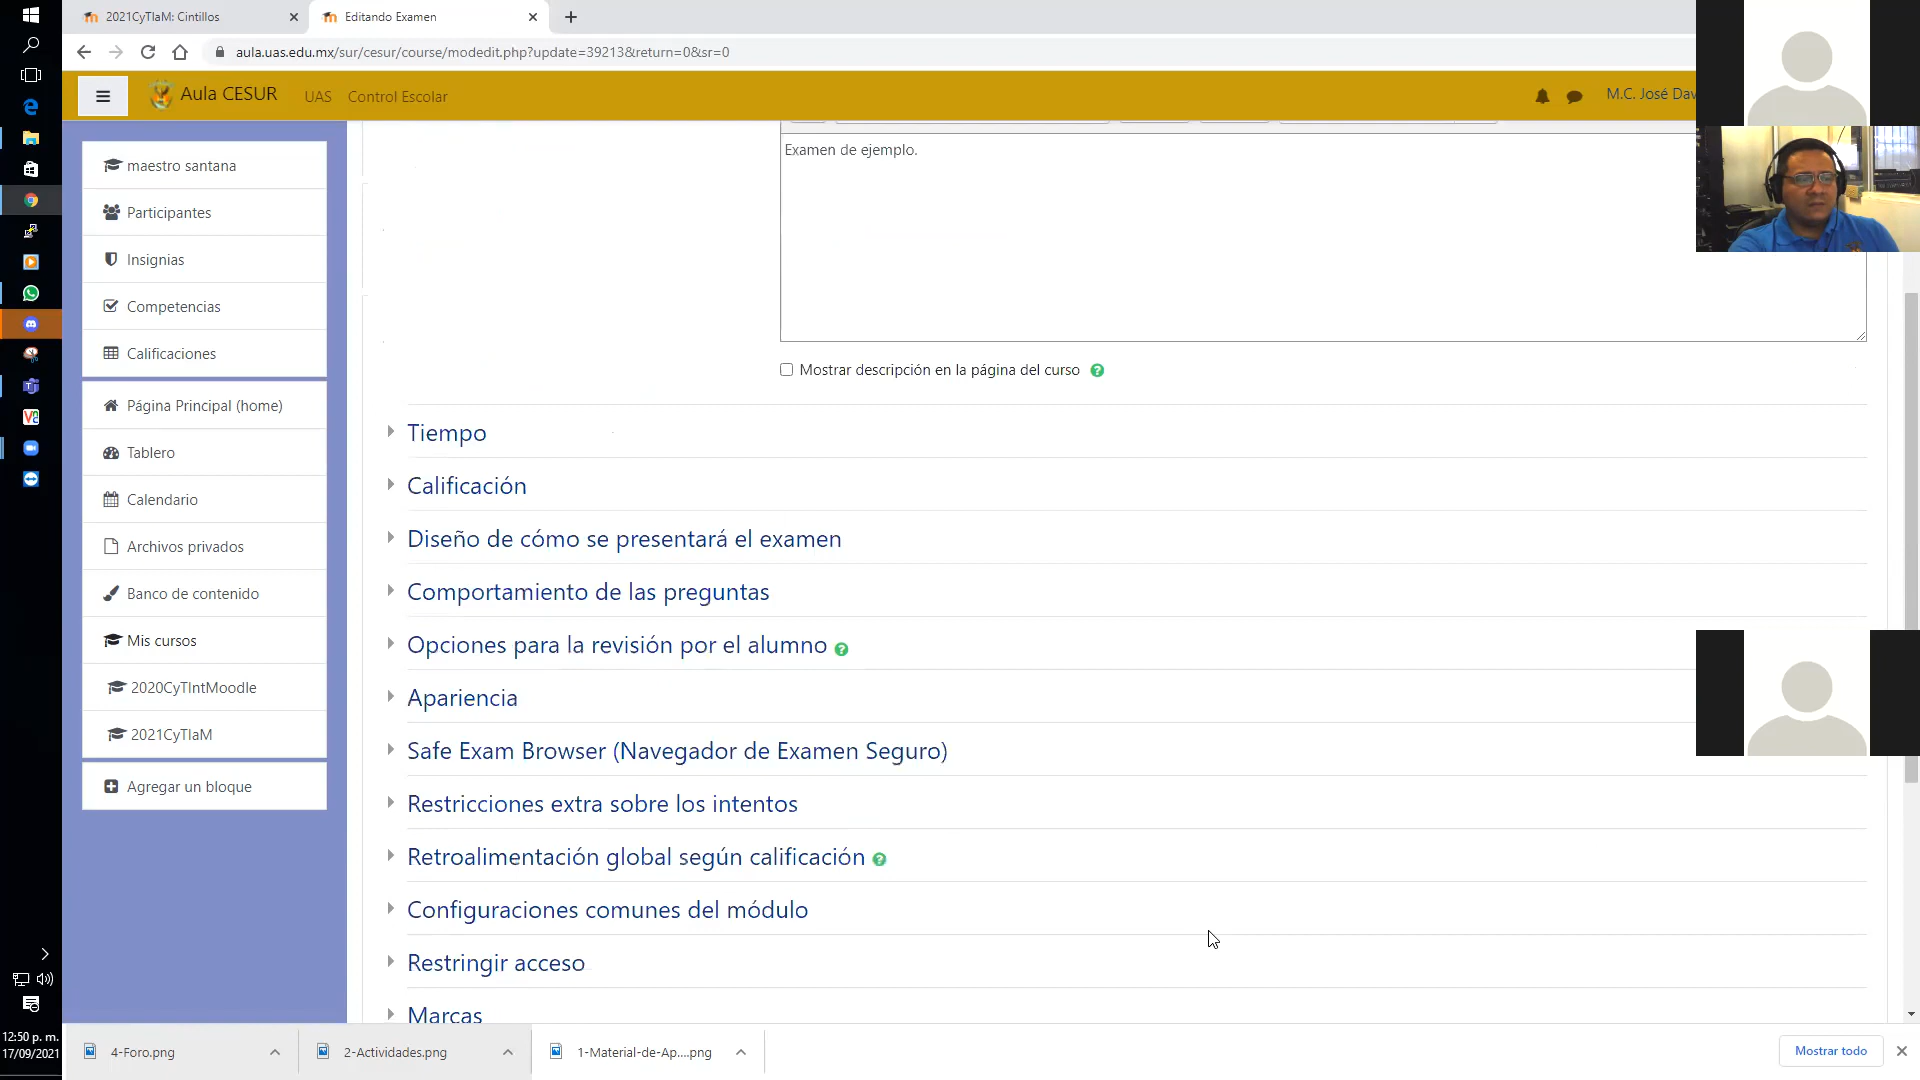 2021CyTIaM: Cintillos
Editando Examen
aula.uas.edu.mx/sur/cesur/course/modedit.php?update=39213&return=0&sr=0
Aula CESUR
UAS
Control Escolar
M.C. José Dav
maestro santana
Participantes
Insignias
Competencias
Calificaciones
Página Principal (home)
Tablero
Calendario
Archivos privados
Banco de contenido
Mis cursos
2020CyTIntMoodle
2021CyTIaM
Agregar un bloque
Examen de ejemplo.
Mostrar descripción en la página del curso
Tiempo
Calificación
Diseño de cómo se presentará el examen
Comportamiento de las preguntas
Opciones para la revisión por el alumno
Apariencia
Safe Exam Browser (Navegador de Examen Seguro)
Restricciones extra sobre los intentos
Retroalimentación global según calificación
Configuraciones comunes del módulo
Restringir acceso
Marcas
12:50 p. m.
17/09/2021
4-Foro.png
2-Actividades.png
1-Material-de-Ap....png
Mostrar todo